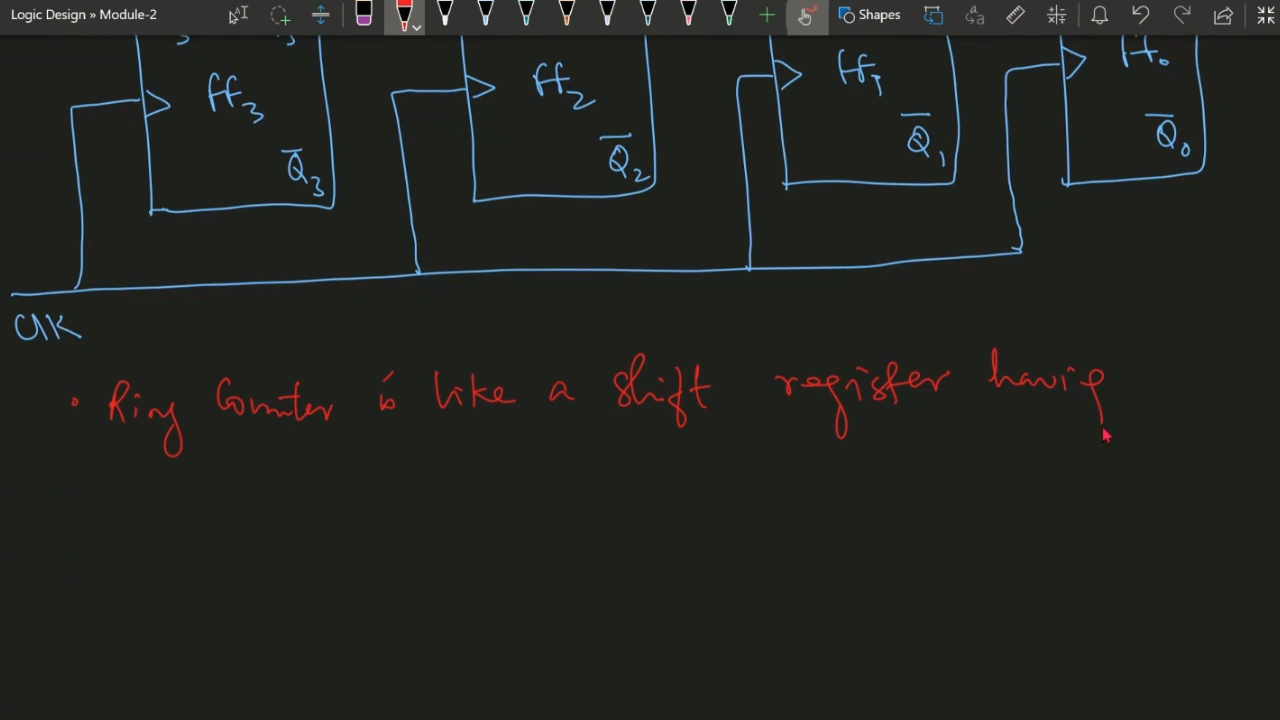 Logic Design » Module-2
Shapes
FF3 FF2 FF1 FF0
Q̅3 Q̅2 Q̅1 Q̅0
CLK
• Ring Counter is like a shift register having